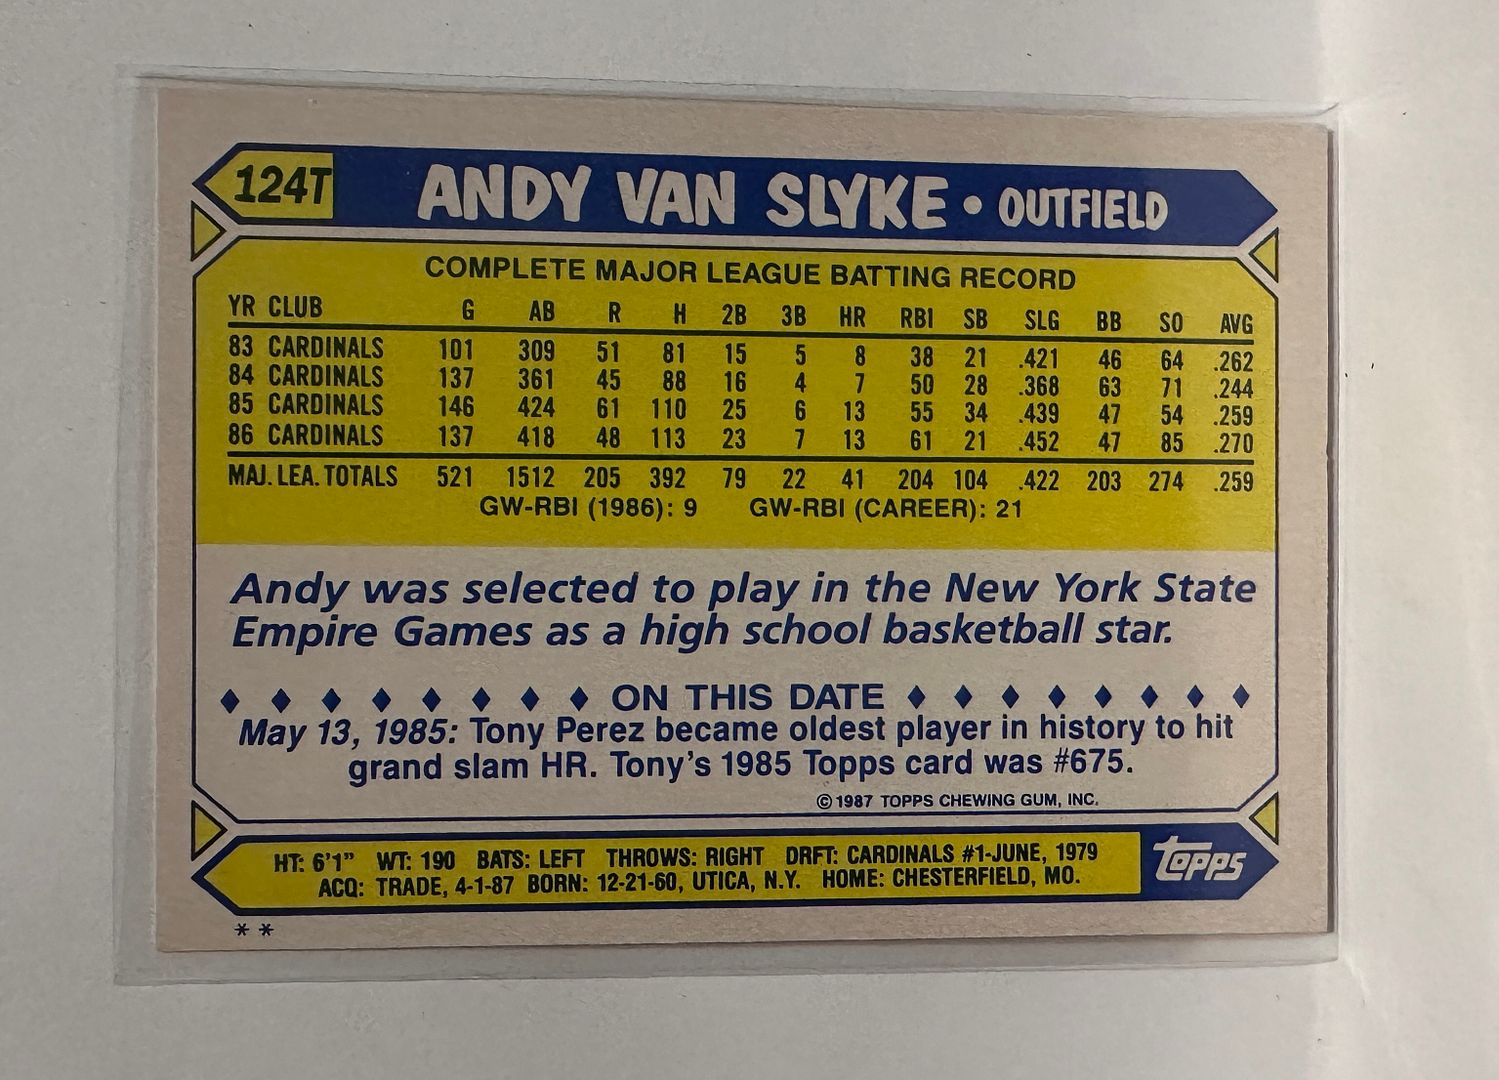 124T ANDY VAN SLYKE • OUTFIELD
COMPLETE MAJOR LEAGUE BATTING RECORD
YR CLUB G AB R H 2B 3B HR RBI SB SLG BB SO AVG
83 CARDINALS 101 309 51 81 15 5 8 38 21 .421 46 64 .262
84 CARDINALS 137 361 45 88 16 4 7 50 28 .368 63 71 .244
85 CARDINALS 146 424 61 110 25 6 13 55 34 .439 47 54 .259
86 CARDINALS 137 418 48 113 23 7 13 61 21 .452 47 85 .270
MAJ. LEA. TOTALS 521 1512 205 392 79 22 41 204 104 .422 203 274 .259
GW-RBI (1986): 9 GW-RBI (CAREER): 21
Andy was selected to play in the New York State
Empire Games as a high school basketball star.
♦ ♦ ♦ ♦ ♦ ♦ ♦ ♦ ON THIS DATE ♦ ♦ ♦ ♦ ♦ ♦ ♦ ♦
May 13, 1985: Tony Perez became oldest player in history to hit
grand slam HR. Tony's 1985 Topps card was #675.
© 1987 TOPPS CHEWING GUM, INC.
HT: 6'1" WT: 190 BATS: LEFT THROWS: RIGHT DRFT: CARDINALS #1-JUNE, 1979
ACQ: TRADE, 4-1-87 BORN: 12-21-60, UTICA, N.Y. HOME: CHESTERFIELD, MO.
topps
* *